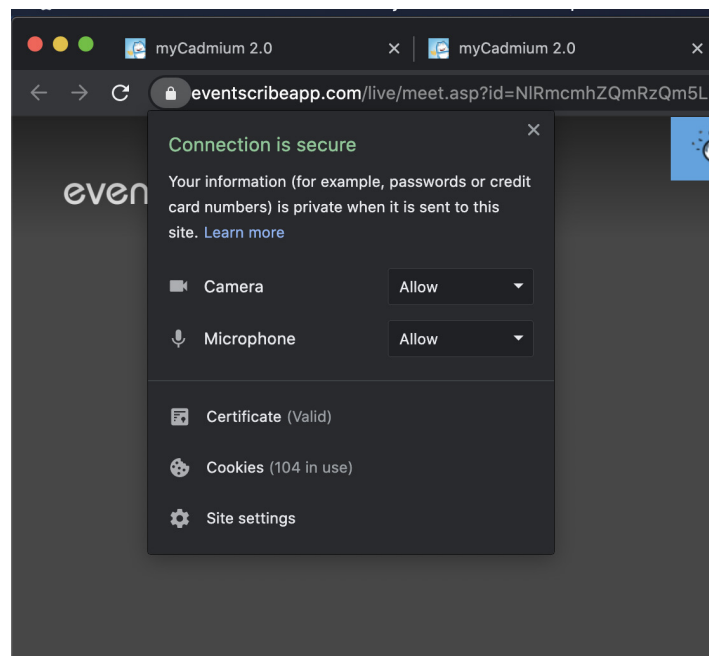 myCadmium 2.0
myCadmium 2.0
eventscribeapp.com/live/meet.asp?id=NlRmcmhZQmRzQm5L
Connection is secure
even
Your information (for example, passwords or credit
card numbers) is private when it is sent to this
site. Learn more
Camera Allow
Microphone Allow
Certificate (Valid)
Cookies (104 in use)
Site settings